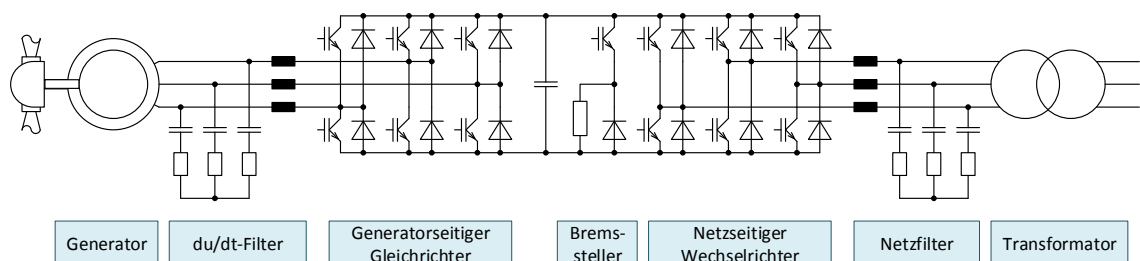 Generator
du/dt-Filter
Generatorseitiger
Gleichrichter
Brems-
steller
Netzseitiger
Wechselrichter
Netzfilter
Transformator